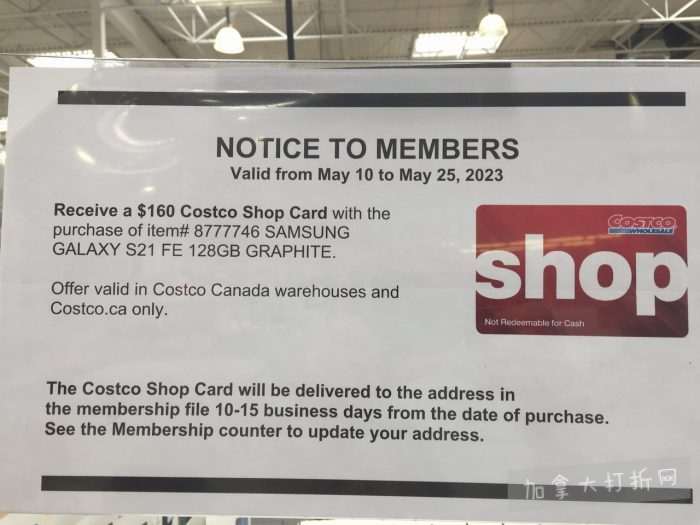 NOTICE TO MEMBERS
Valid from May 10 to May 25, 2023
Receive a $160 Costco Shop Card with the
purchase of item# 8777746 SAMSUNG
GALAXY S21 FE 128GB GRAPHITE.
Offer valid in Costco Canada warehouses and
Costco.ca only.
COSTCO
WHOLESALE
shop
Not Redeemable for Cash
The Costco Shop Card will be delivered to the address in
the membership file 10-15 business days from the date of purchase.
See the Membership counter to update your address.
加拿大打折网